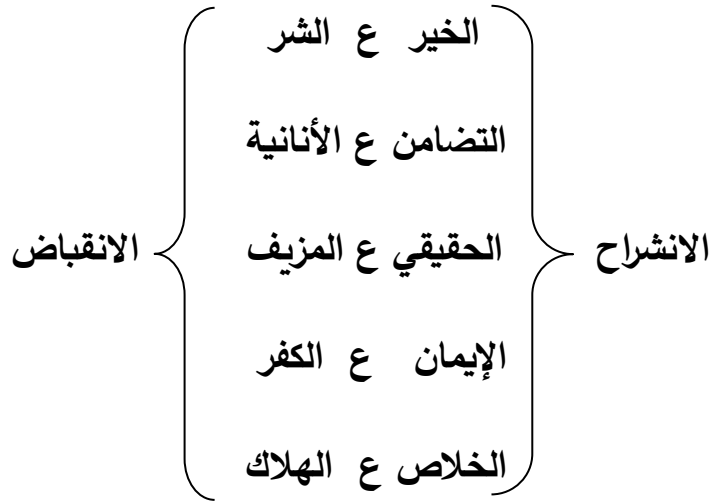 الخير ع الشر
التضامن ع الأنانية
الانشراح الحقيقي ع المزيف الانقباض
الإيمان ع الكفر
الخلاص ع الهلاك